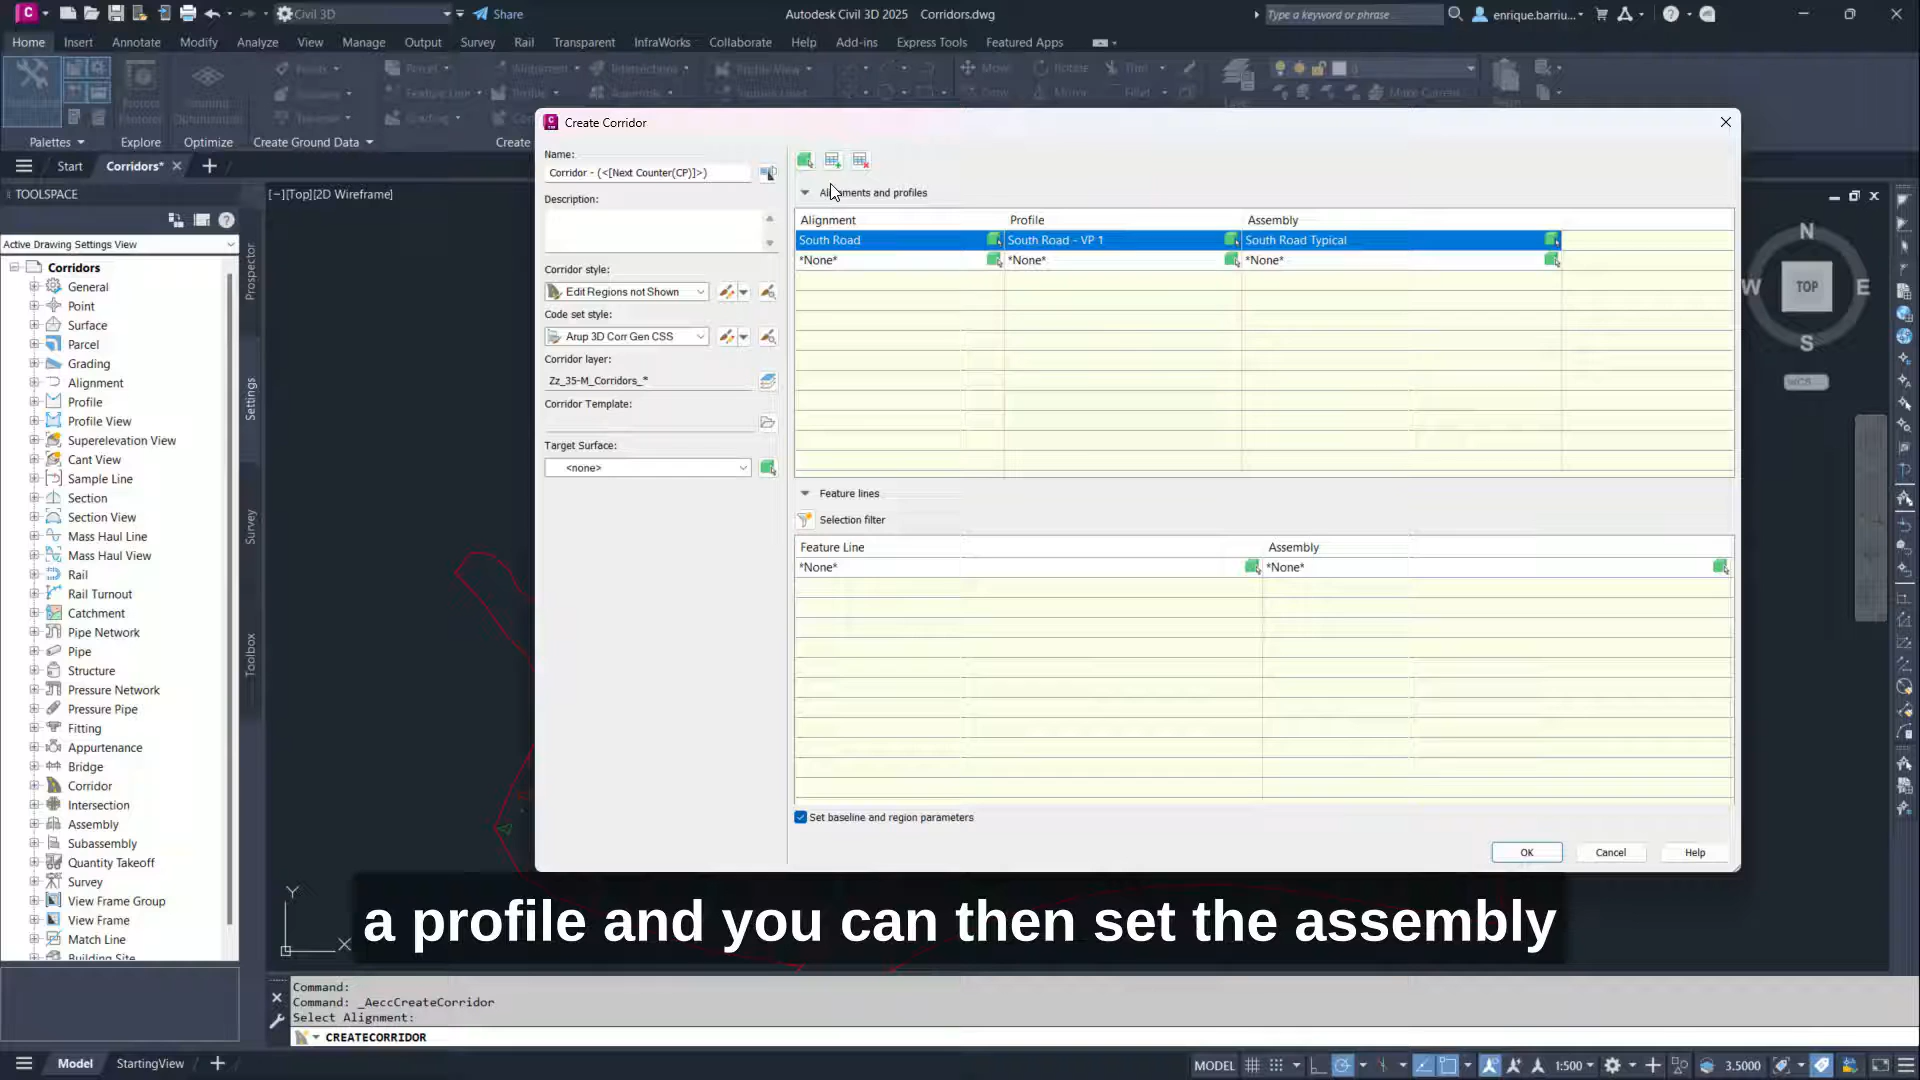 Civil 3D
Share
Autodesk Civil 3D 2025 Corridors.dwg
Type a keyword or phrase
enrique.barriu...
Home Insert Annotate Modify Analyze View Manage Output Survey Rail Transparent InfraWorks Collaborate Help Add-ins Express Tools Featured Apps
Palettes Explore Optimize Create Ground Data Create
Start Corridors* +
TOOLSPACE
[−][Top][2D Wireframe]
Active Drawing Settings View
Corridors
General
Point
Surface
Parcel
Grading
Alignment
Profile
Profile View
Superelevation View
Cant View
Sample Line
Section
Section View
Mass Haul Line
Mass Haul View
Rail
Rail Turnout
Catchment
Pipe Network
Pipe
Structure
Pressure Network
Pressure Pipe
Fitting
Appurtenance
Bridge
Corridor
Intersection
Assembly
Subassembly
Quantity Takeoff
Survey
View Frame Group
View Frame
Match Line
Building Site
Prospector
Settings
Survey
Toolbox
Create Corridor
Name:
Corridor - (<[Next Counter(CP)]>)
Description:
Corridor style:
Edit Regions not Shown
Code set style:
Arup 3D Corr Gen CSS
Corridor layer:
Zz_35-M_Corridors_*
Corridor Template:
Target Surface:
<none>
Alignments and profiles
Alignment Profile Assembly
South Road South Road - VP 1 South Road Typical
*None* *None* *None*
Feature lines
Selection filter
Feature Line Assembly
*None* *None*
Set baseline and region parameters
OK Cancel Help
N
W TOP E
S
WCS
Y
X
a profile and you can then set the assembly
Command:
Command: _AeccCreateCorridor
Select Alignment:
CREATECORRIDOR
Model StartingView +
MODEL 1:500 3.5000